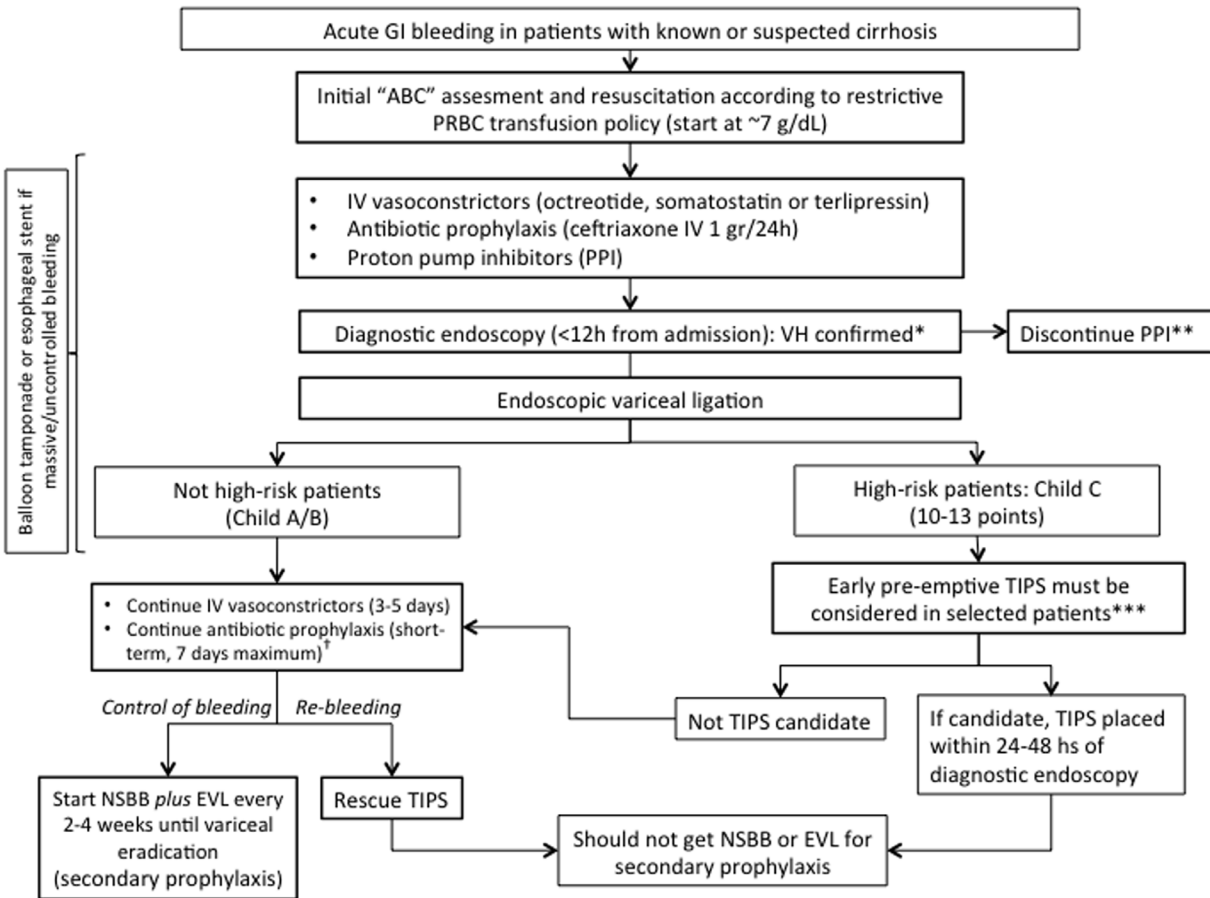 Acute GI bleeding in patients with known or suspected cirrhosis
Initial “ABC” assesment and resuscitation according to restrictive
PRBC transfusion policy (start at ~7 g/dL)
Balloon tamponade or esophageal stent if
massive/uncontrolled bleeding
• IV vasoconstrictors (octreotide, somatostatin or terlipressin)
• Antibiotic prophylaxis (ceftriaxone IV 1 gr/24h)
• Proton pump inhibitors (PPI)
Diagnostic endoscopy (<12h from admission): VH confirmed*
Discontinue PPI**
Endoscopic variceal ligation
Not high-risk patients
(Child A/B)
High-risk patients: Child C
(10-13 points)
• Continue IV vasoconstrictors (3-5 days)
• Continue antibiotic prophylaxis (short-
term, 7 days maximum)†
Early pre-emptive TIPS must be
considered in selected patients***
Control of bleeding
Re-bleeding
Not TIPS candidate
If candidate, TIPS placed
within 24-48 hs of
diagnostic endoscopy
Start NSBB plus EVL every
2-4 weeks until variceal
eradication
(secondary prophylaxis)
Rescue TIPS
Should not get NSBB or EVL for
secondary prophylaxis